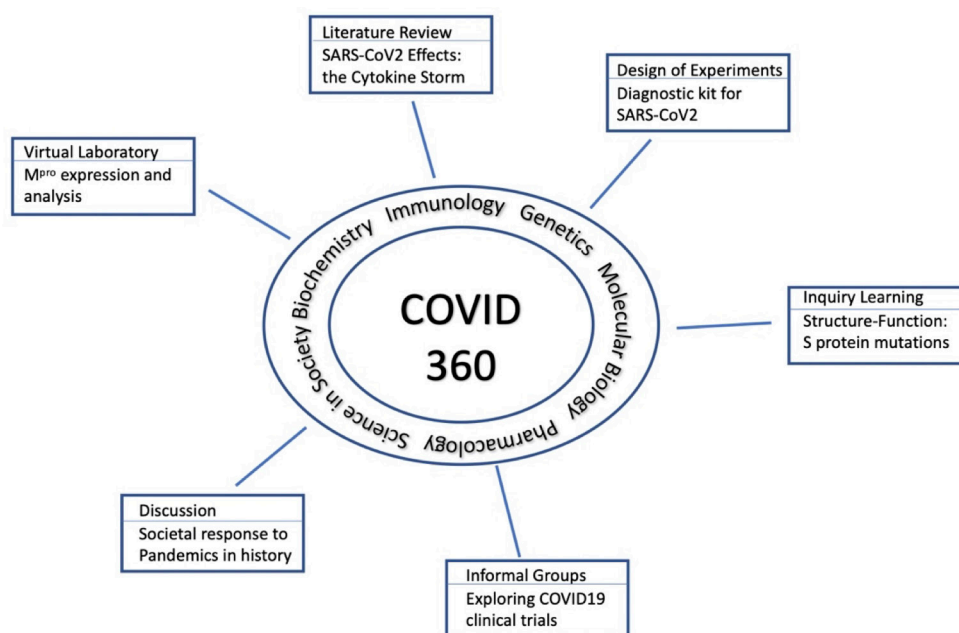 Literature Review
SARS-CoV2 Effects:
the Cytokine Storm
Design of Experiments
Diagnostic kit for
SARS-CoV2
Virtual Laboratory
Mᵖʳᵒ expression and
analysis
Biochemistry Immunology Genetics Molecular Biology Pharmacology Science in Society
COVID
360
Inquiry Learning
Structure-Function:
S protein mutations
Discussion
Societal response to
Pandemics in history
Informal Groups
Exploring COVID19
clinical trials